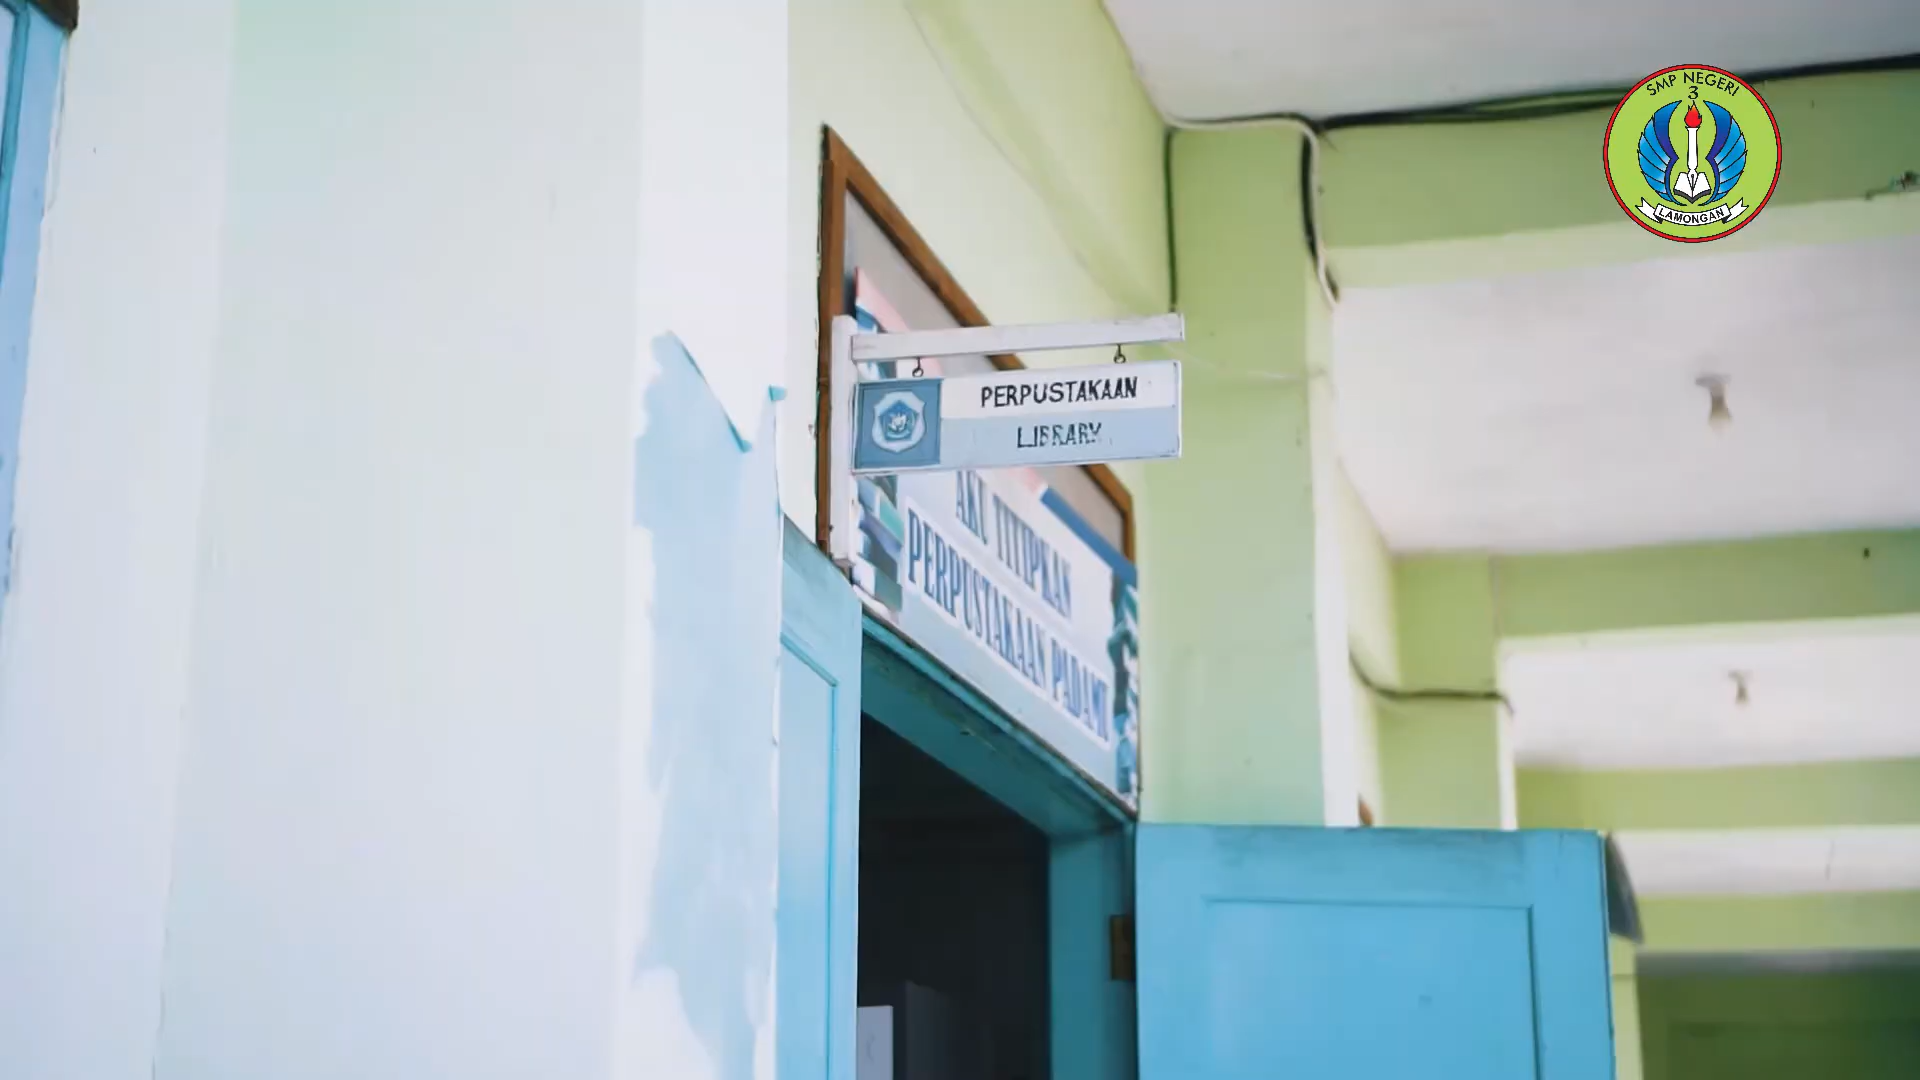 SMP NEGERI
3
LAMONGAN
PERPUSTAKAAN
LIBRARY
AKU TITIPKAN
PERPUSTAKAAN PADAMU